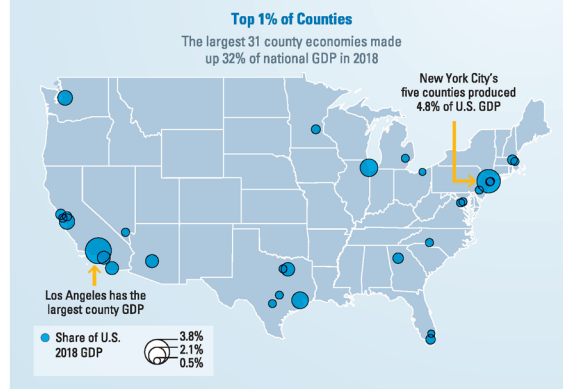 Top 1% of Counties
The largest 31 county economies made
up 32% of national GDP in 2018
New York City's
five counties produced
4.8% of U.S. GDP
Los Angeles has the
largest county GDP
Share of U.S.
2018 GDP
3.8%
2.1%
0.5%